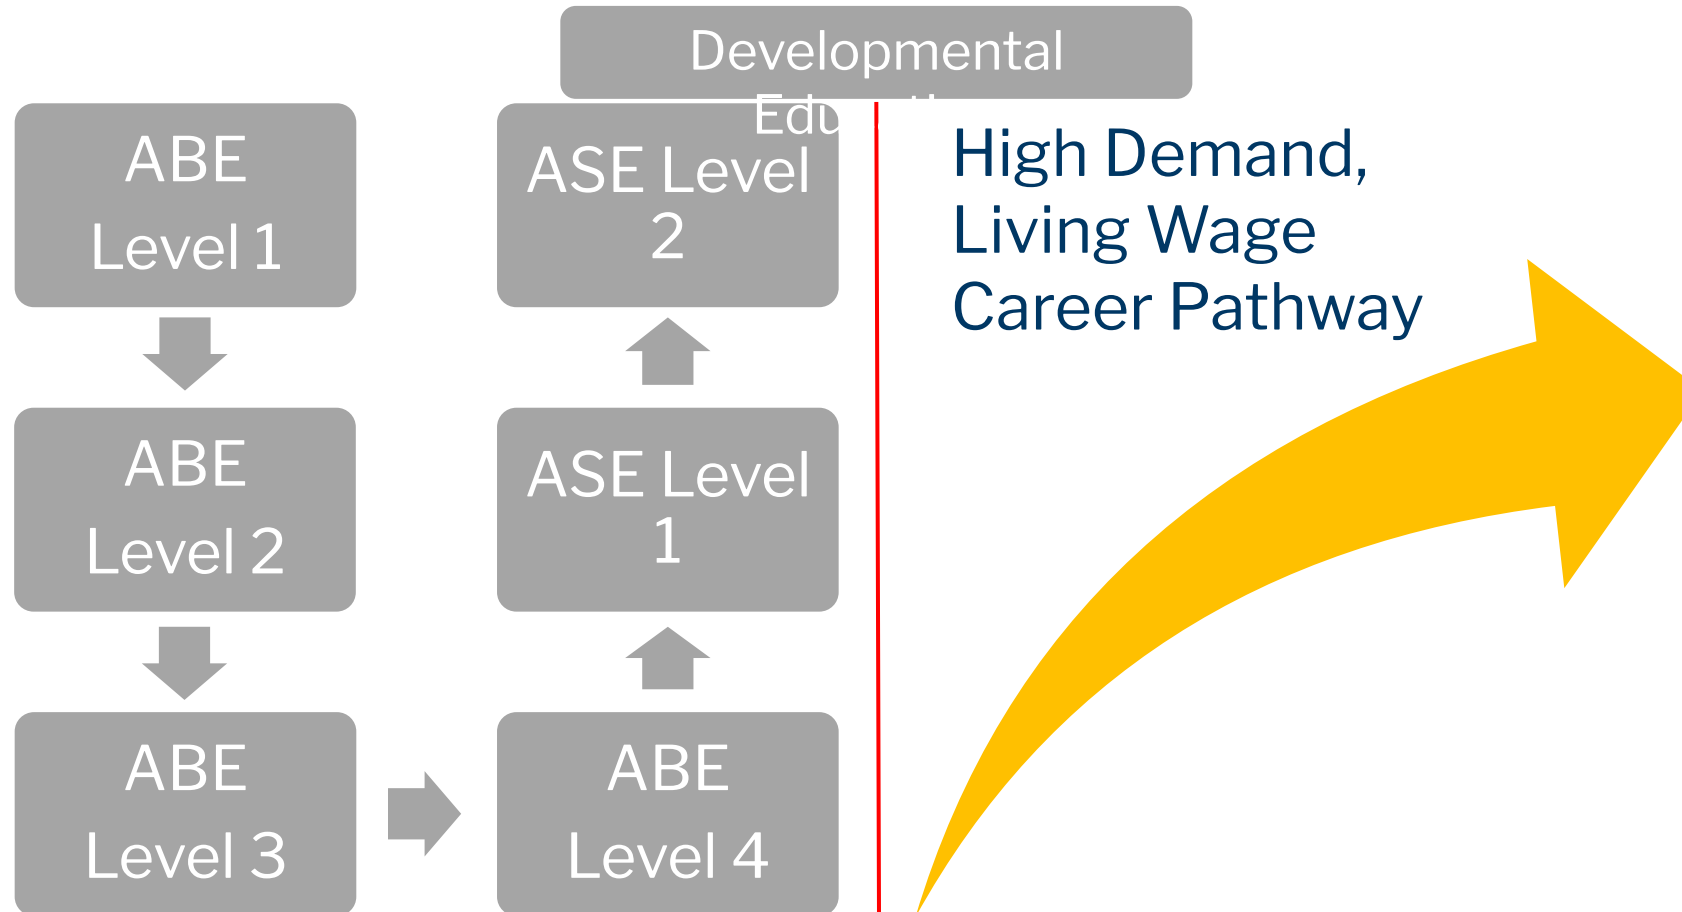 Developmental
ABE
Level 1
ABE
Level 2
ABE
Level 3
ABE
Level 4
ASE Level
1
ASE Level
2
High Demand,
Living Wage
Career Pathway